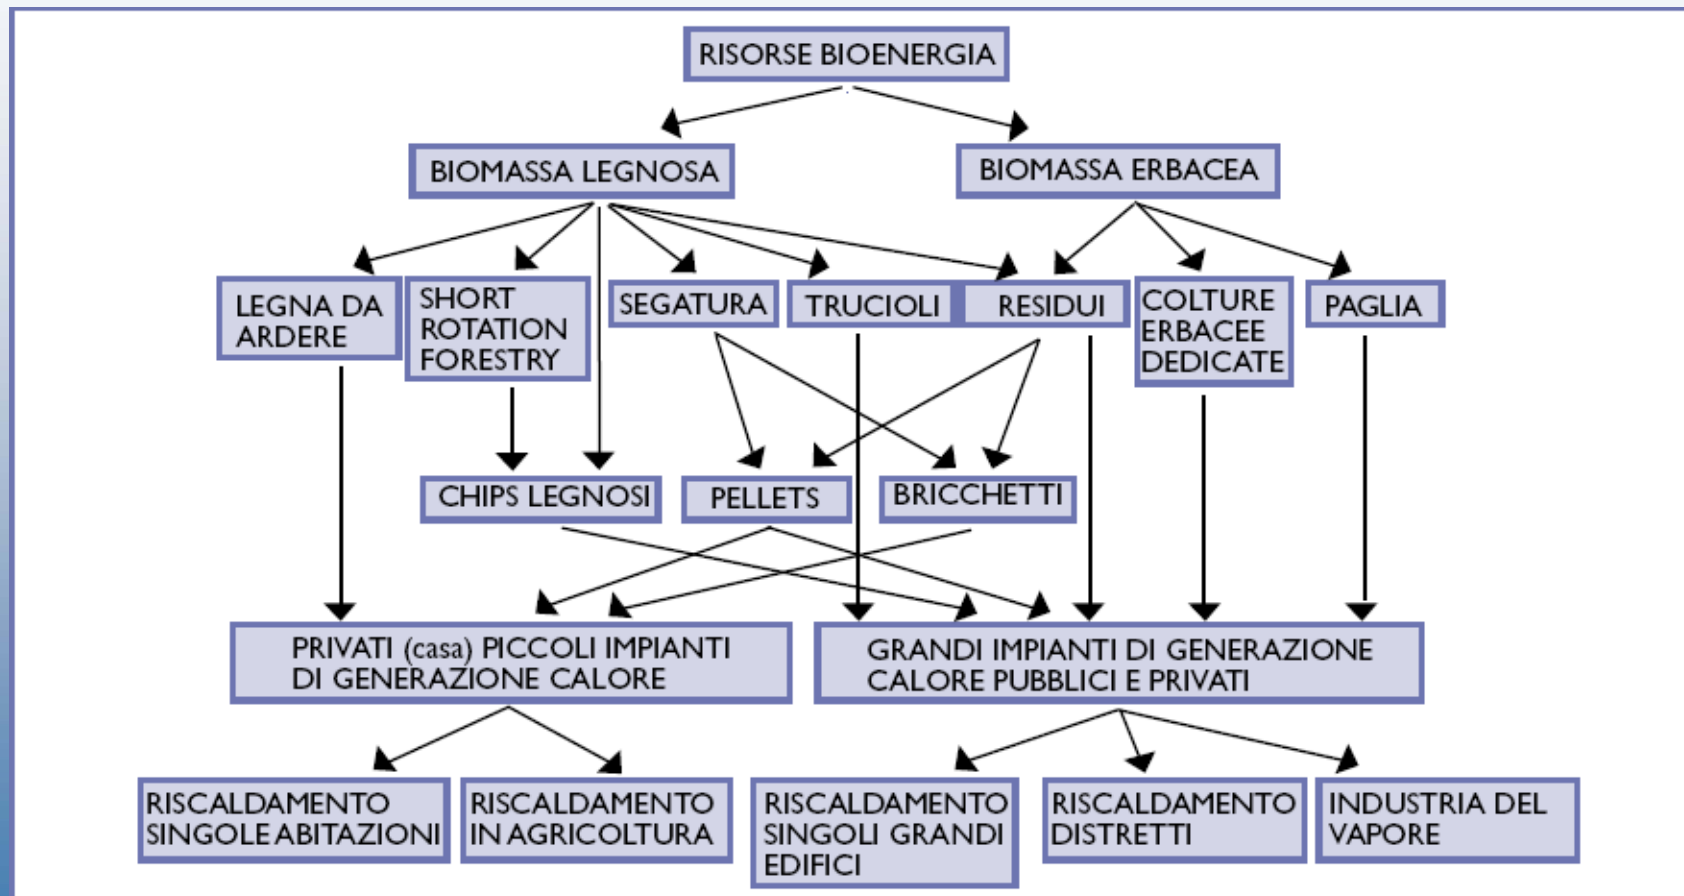 RISORSE BIOENERGIA
BIOMASSA LEGNOSA
BIOMASSA ERBACEA
LEGNA DA
ARDERE
SHORT
ROTATION
FORESTRY
SEGATURA
TRUCIOLI
RESIDUI
COLTURE
ERBACEE
DEDICATE
PAGLIA
CHIPS LEGNOSI
PELLETS
BRICCHETTI
PRIVATI (casa) PICCOLI IMPIANTI
DI GENERAZIONE CALORE
GRANDI IMPIANTI DI GENERAZIONE
CALORE PUBBLICI E PRIVATI
RISCALDAMENTO
SINGOLE ABITAZIONI
RISCALDAMENTO
IN AGRICOLTURA
RISCALDAMENTO
SINGOLI GRANDI
EDIFICI
RISCALDAMENTO
DISTRETTI
INDUSTRIA DEL
VAPORE